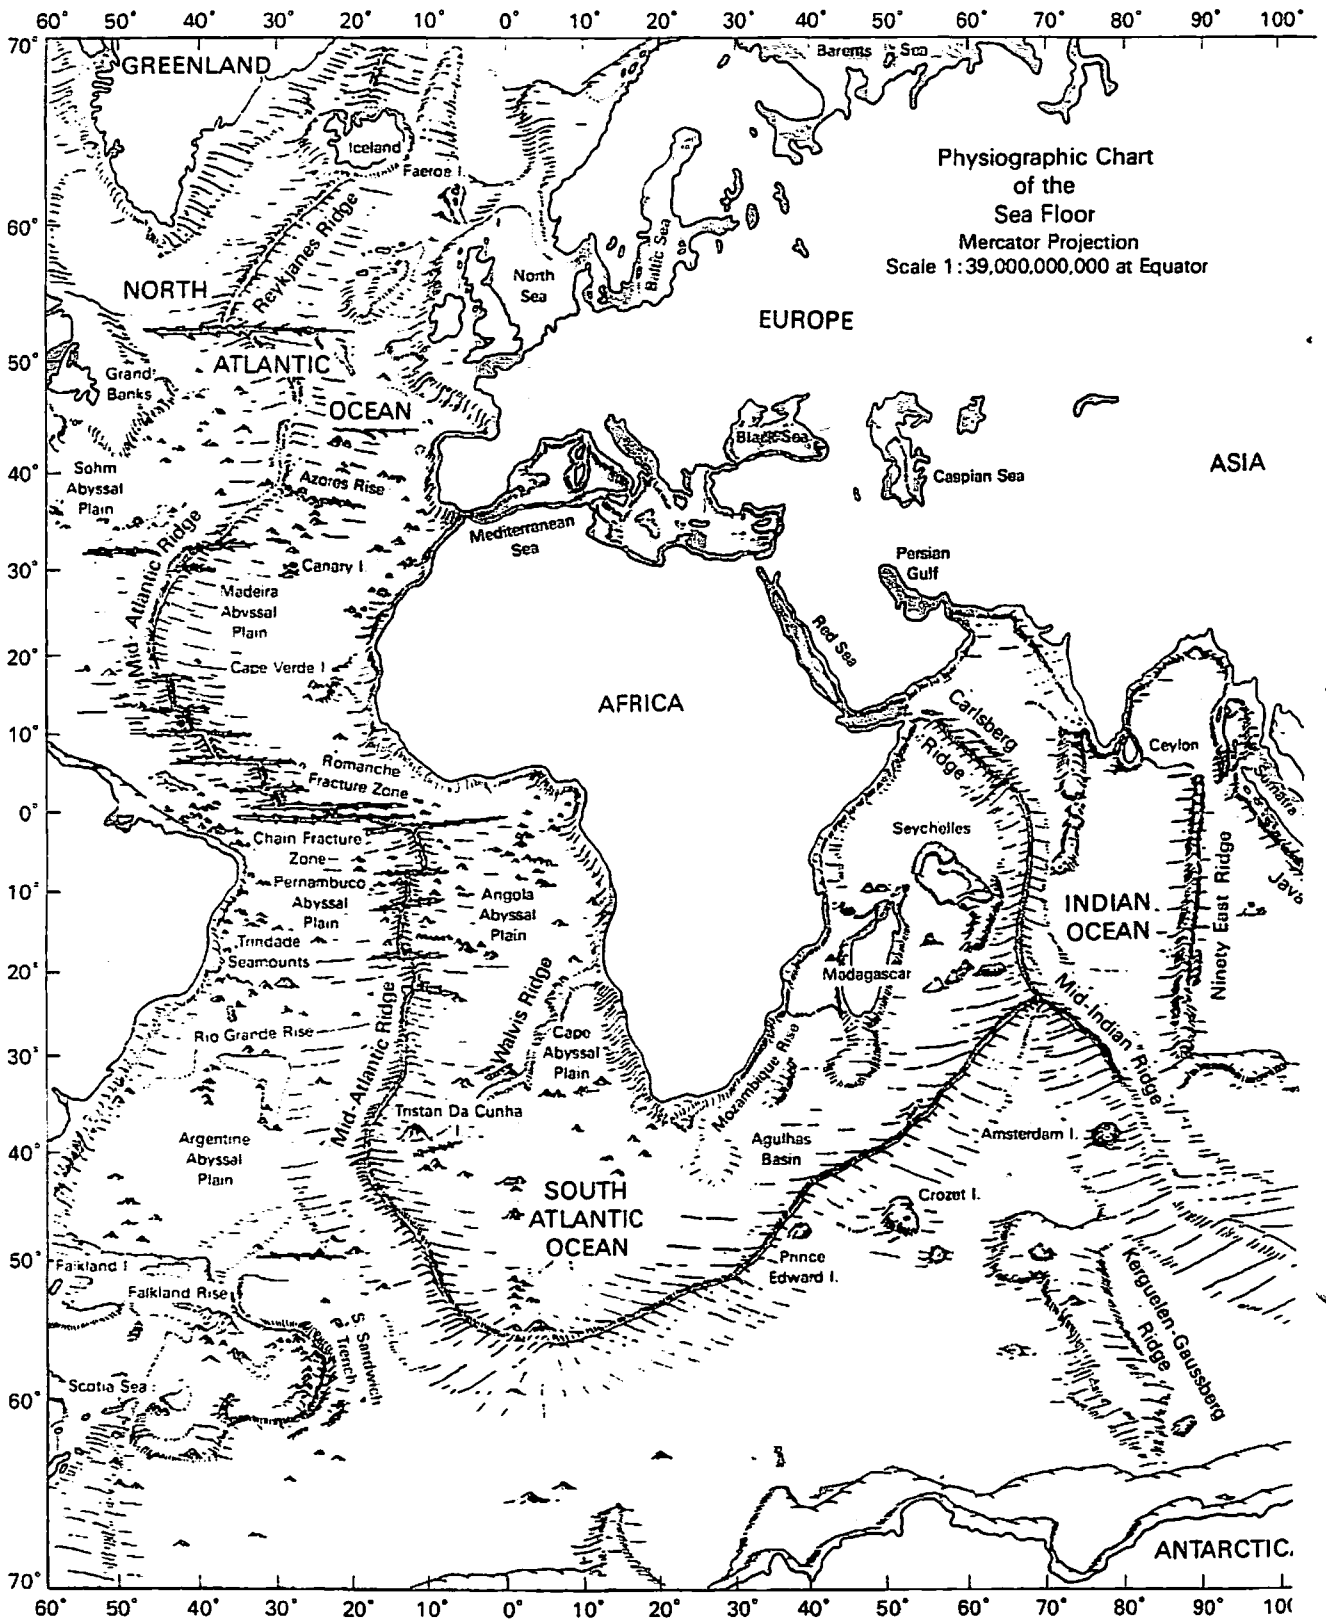 60° 50° 40° 30° 20° 10° 0° 10° 20° 30° 40° 50° 60° 70° 80° 90° 100°
70°
GREENLAND
Barents Sea
Iceland
Faeroe I.
Physiographic Chart
of the
Sea Floor
Mercator Projection
Scale 1:39,000,000,000 at Equator
60°
Reykjanes Ridge
North
Sea
Baltic Sea
NORTH
EUROPE
50°
ATLANTIC
Grand
Banks
OCEAN
Black Sea
40°
Sohm
Abyssal
Plain
Azores Rise
Caspian Sea
ASIA
Mediterranean
Sea
Mid-Atlantic Ridge
Persian
Gulf
30°
Canary I.
Madeira
Abyssal
Plain
Red Sea
20°
Cape Verde I.
AFRICA
Carlsberg
Ridge
10°
Romanche
Fracture Zone
Ceylon
Sumatra
0°
Chain Fracture
Zone
Seychelles
Java
Pernambuco
Abyssal
Plain
10°
Angola
Abyssal
Plain
INDIAN
OCEAN
Ninety East Ridge
Trindade
Seamounts
20°
Madagascar
Walvis Ridge
Mid-Indian Ridge
Rio Grande Rise
Cape
Abyssal
Plain
30°
Mozambique Rise
Mid-Atlantic Ridge
Tristan Da Cunha
Argentine
Abyssal
Plain
Agulhas
Basin
Amsterdam I.
40°
SOUTH
ATLANTIC
OCEAN
Crozet I.
50°
Falkland I.
Prince
Edward I.
Falkland Rise
Kerguelen-Gaussberg
Ridge
S. Sandwich
Trench
Scotia Sea
60°
ANTARCTIC
70°
60° 50° 40° 30° 20° 10° 0° 10° 20° 30° 40° 50° 60° 70° 80° 90° 100